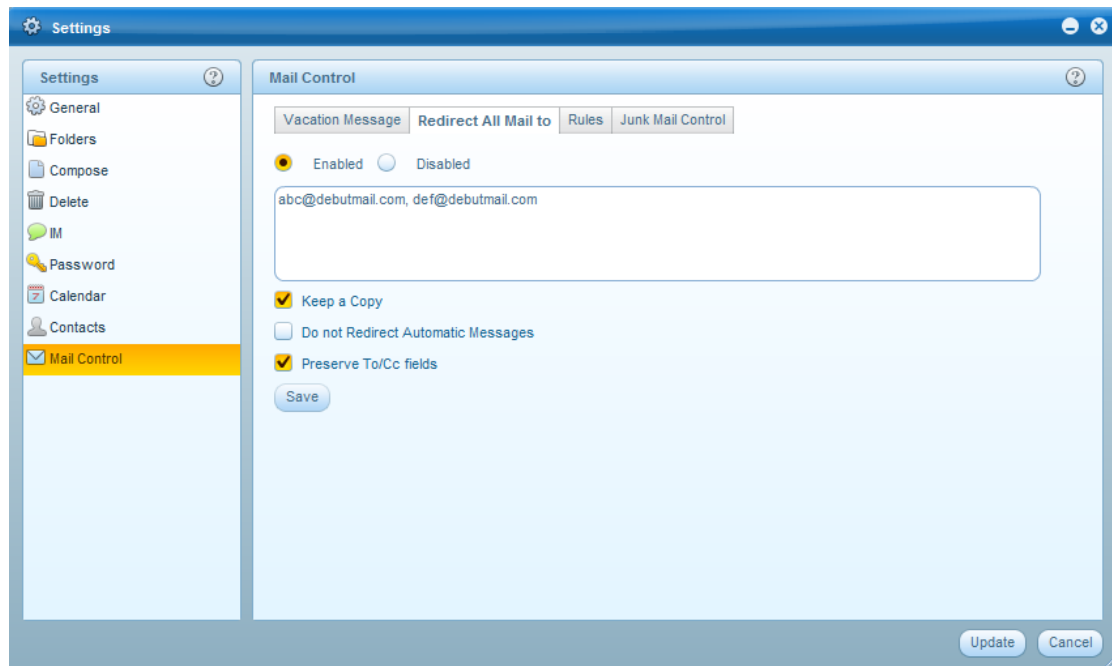 Settings
Settings
General
Folders
Compose
Delete
IM
Password
Calendar
Contacts
Mail Control
Mail Control
Vacation Message Redirect All Mail to Rules Junk Mail Control
Enabled Disabled
abc@debutmail.com, def@debutmail.com
Keep a Copy
Do not Redirect Automatic Messages
Preserve To/Cc fields
Save
Update Cancel